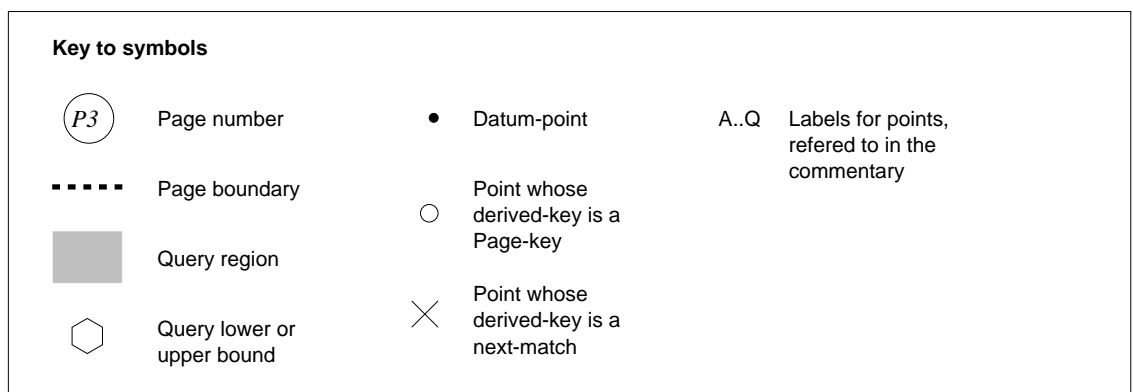 Key to symbols
P3 Page number
Page boundary
Query region
Query lower or
upper bound
Datum-point
Point whose
derived-key is a
Page-key
Point whose
derived-key is a
next-match
A..Q Labels for points,
refered to in the
commentary